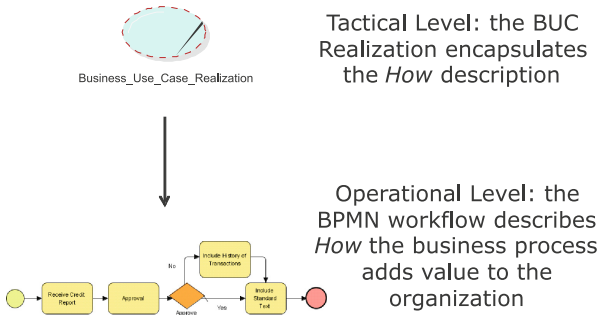 Tactical Level: the BUC
Realization encapsulates
the How description
Business_Use_Case_Realization
Operational Level: the
BPMN workflow describes
How the business process
adds value to the
organization
Include History of
Transactions
No
Receive Credit
Report
Approval
Approve
Yes
Include
Standard
Text